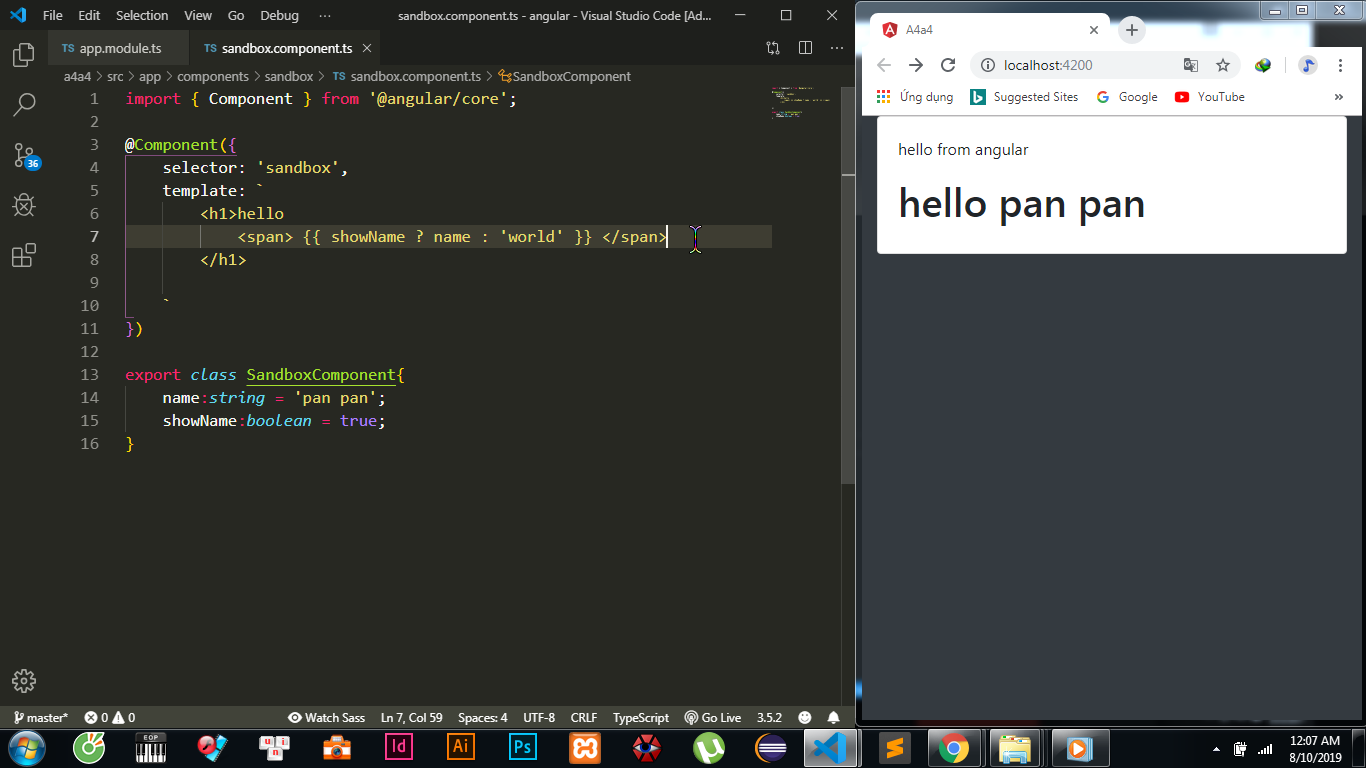 File Edit Selection View Go Debug ··· sandbox.component.ts - angular - Visual Studio Code [Ad...
TS app.module.ts TS sandbox.component.ts
a4a4 > src > app > components > sandbox > TS sandbox.component.ts > SandboxComponent
1 import { Component } from '@angular/core';
2
3 @Component({
4 selector: 'sandbox',
5 template: `
6 <h1>hello
7 <span> {{ showName ? name : 'world' }} </span>
8 </h1>
9
10 `
11 })
12
13 export class SandboxComponent{
14 name:string = 'pan pan';
15 showName:boolean = true;
16 }
36
master* 0 0 Watch Sass Ln 7, Col 59 Spaces: 4 UTF-8 CRLF TypeScript Go Live 3.5.2
A4a4
localhost:4200
Ứng dụng Suggested Sites Google YouTube »
hello from angular
hello pan pan
EOP u n i Id Ai Ps
12:07 AM
8/10/2019